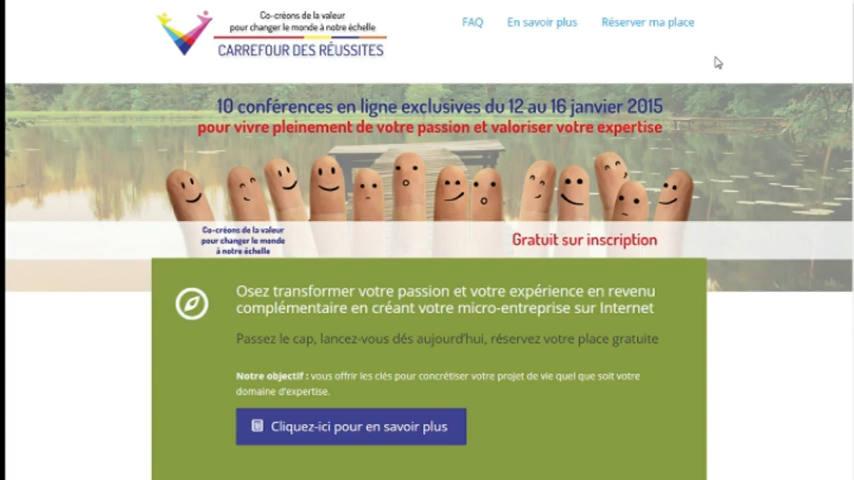 Co-créons de la valeur
pour changer le monde à notre échelle
CARREFOUR DES RÉUSSITES
FAQ
En savoir plus
Réserver ma place
10 conférences en ligne exclusives du 12 au 16 janvier 2015
pour vivre pleinement de votre passion et valoriser votre expertise
Co-créons de la valeur
pour changer le monde
à notre échelle
Gratuit sur inscription
Osez transformer votre passion et votre expérience en revenu
complémentaire en créant votre micro-entreprise sur Internet
Passez le cap, lancez-vous dés aujourd'hui, réservez votre place gratuite
Notre objectif : vous offrir les clés pour concrétiser votre projet de vie quel que soit votre
domaine d'expertise.
Cliquez-ici pour en savoir plus